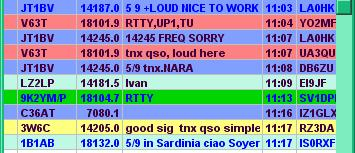 JT1BV 14187.0 5 9 +LOUD NICE TO WORK 11:03 LA0HK
V63T 18101.9 RTTY,UP1,TU 11:04 YO2MF
JT1BV 14245.0 14245 FREQ SORRY 11:07 LA0HK
V63T 14245.0 tnx qso, loud here 11:07 UA3QU
JT1BV 14245.0 5/9 tnx.NARA 11:08 DB6ZU
LZ2LP 14181.5 Ivan 11:09 EI9JF
9K2YM/P 18104.7 RTTY 11:13 SV1DPI
C36AT 7080.1 11:16 IZ1GLX
3W6C 14205.0 good sig tnx qso simple 11:17 RZ3DA
1B1AB 18132.0 5/9 in Sardinia ciao Soyer 11:17 IS0RXF